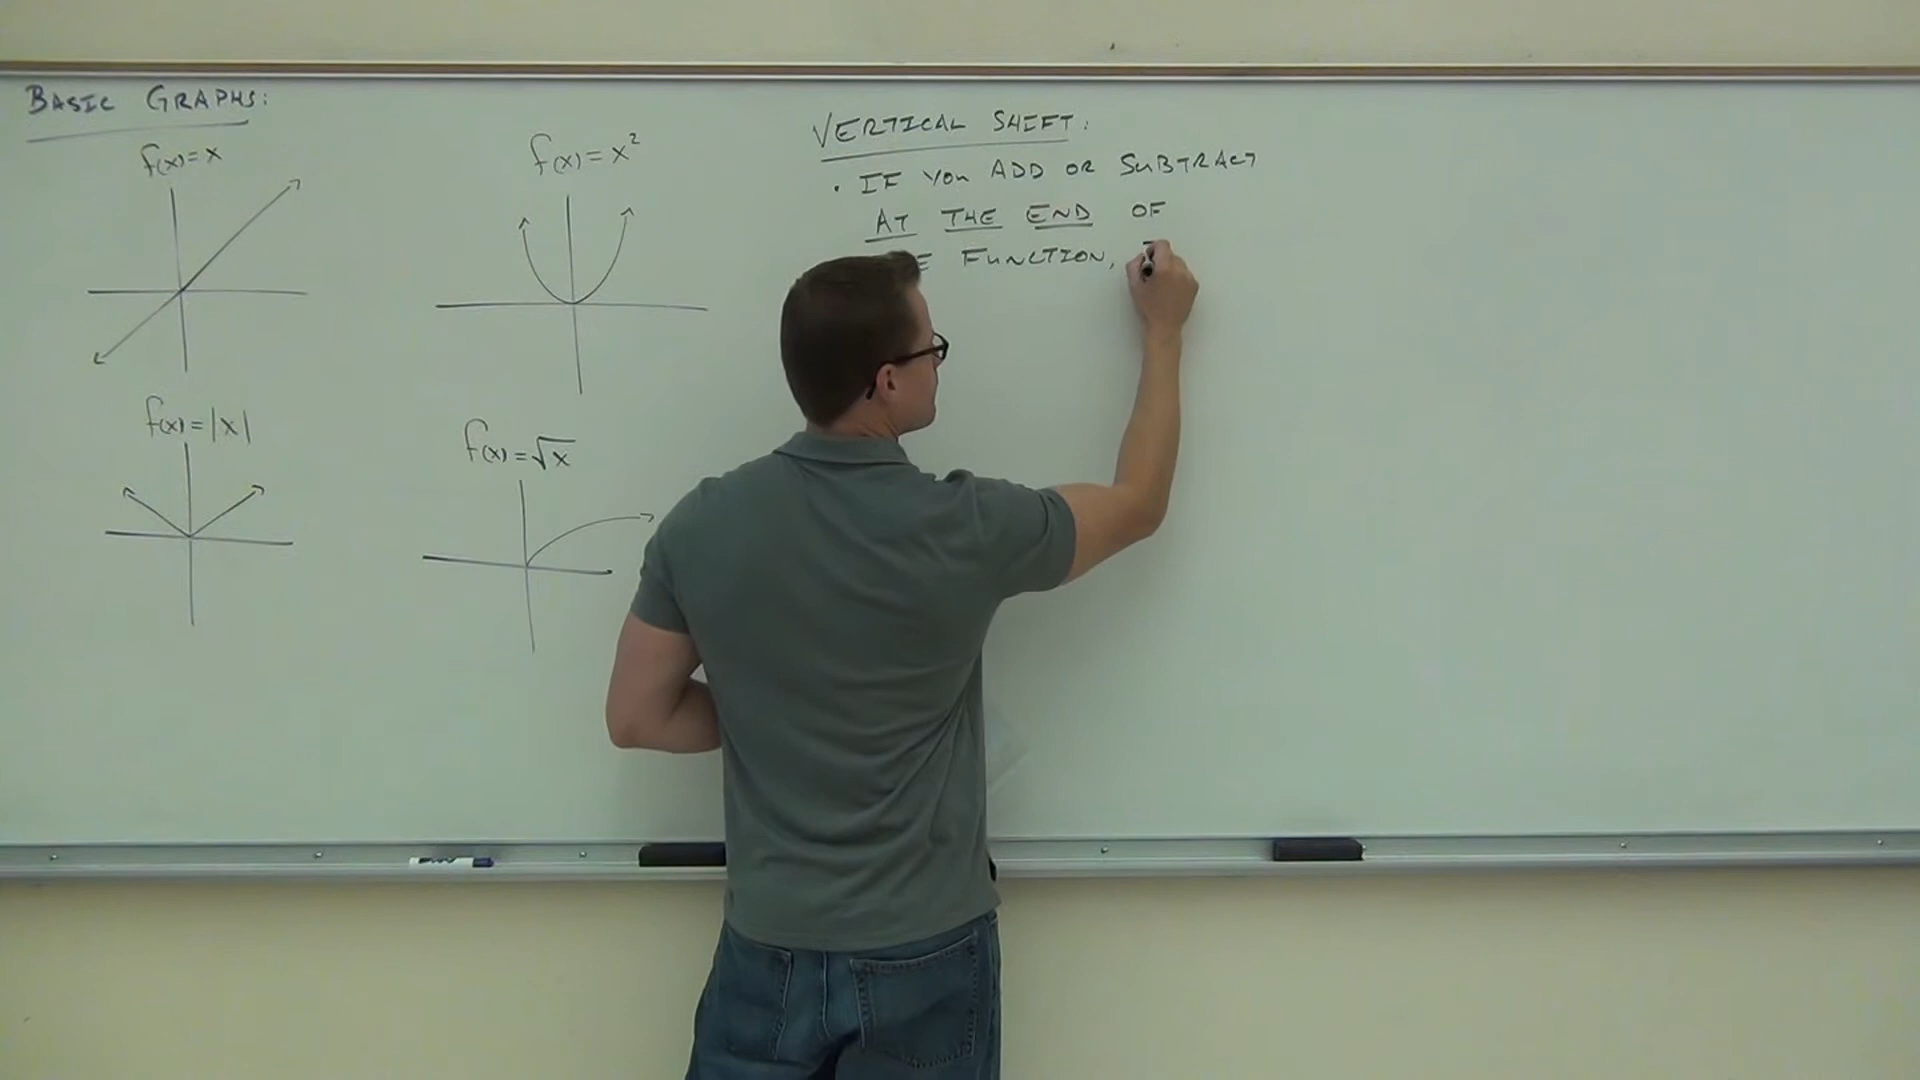 BASIC GRAPHS:
f(x)=x
f(x)=x²
f(x)=|x|
f(x)=√x
VERTICAL SHIFT:
• IF YOU ADD OR SUBTRACT
AT THE END OF
FUNCTION,